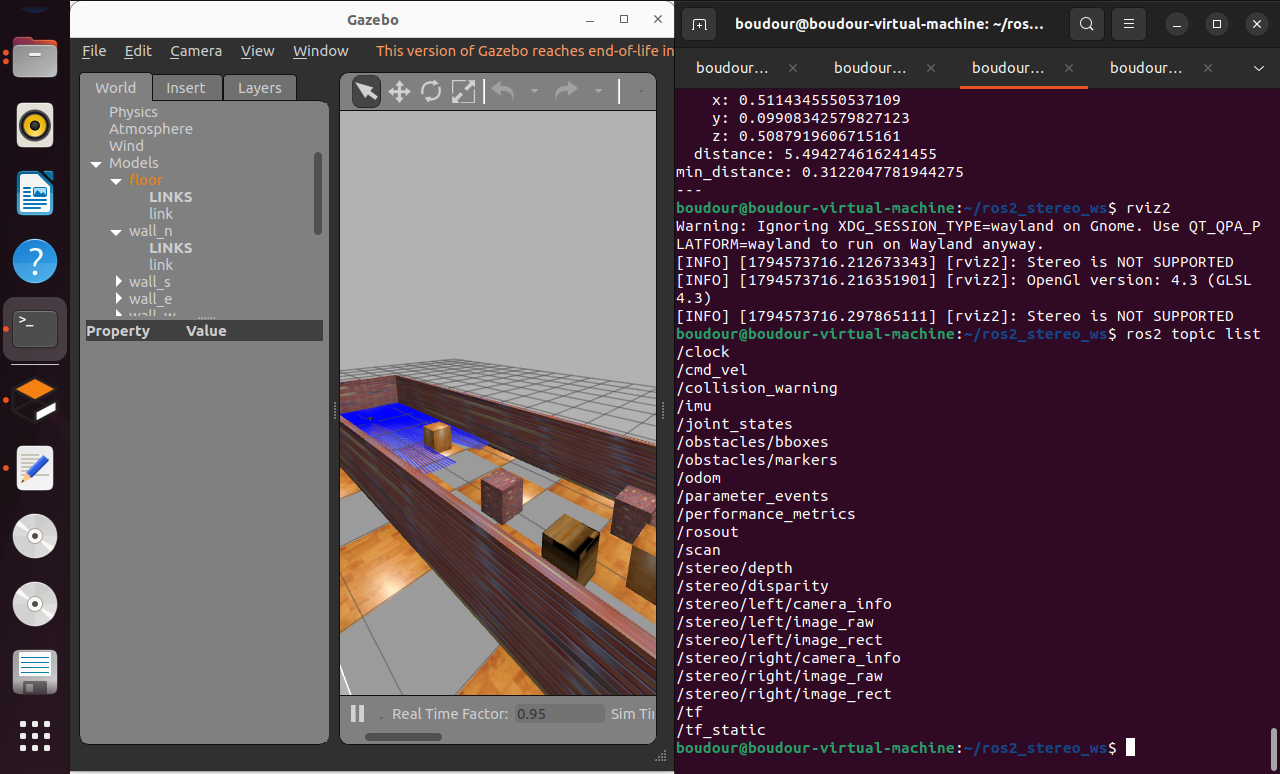 Gazebo
File Edit Camera View Window This version of Gazebo reaches end-of-life in
World Insert Layers
Physics
Atmosphere
Wind
Models
floor
LINKS
link
wall_n
LINKS
link
wall_s
wall_e
wall_w
Property Value
Real Time Factor: 0.95 Sim Ti
boudour@boudour-virtual-machine: ~/ros...
boudour... boudour... boudour... boudour...
x: 0.5114345550537109
y: 0.09908342579827123
z: 0.5087919606715161
distance: 5.494274616241455
min_distance: 0.3122047781944275
---
boudour@boudour-virtual-machine:~/ros2_stereo_ws$ rviz2
Warning: Ignoring XDG_SESSION_TYPE=wayland on Gnome. Use QT_QPA_P
LATFORM=wayland to run on Wayland anyway.
[INFO] [1794573716.212673343] [rviz2]: Stereo is NOT SUPPORTED
[INFO] [1794573716.216351901] [rviz2]: OpenGl version: 4.3 (GLSL
4.3)
[INFO] [1794573716.297865111] [rviz2]: Stereo is NOT SUPPORTED
boudour@boudour-virtual-machine:~/ros2_stereo_ws$ ros2 topic list
/clock
/cmd_vel
/collision_warning
/imu
/joint_states
/obstacles/bboxes
/obstacles/markers
/odom
/parameter_events
/performance_metrics
/rosout
/scan
/stereo/depth
/stereo/disparity
/stereo/left/camera_info
/stereo/left/image_raw
/stereo/left/image_rect
/stereo/right/camera_info
/stereo/right/image_raw
/stereo/right/image_rect
/tf
/tf_static
boudour@boudour-virtual-machine:~/ros2_stereo_ws$